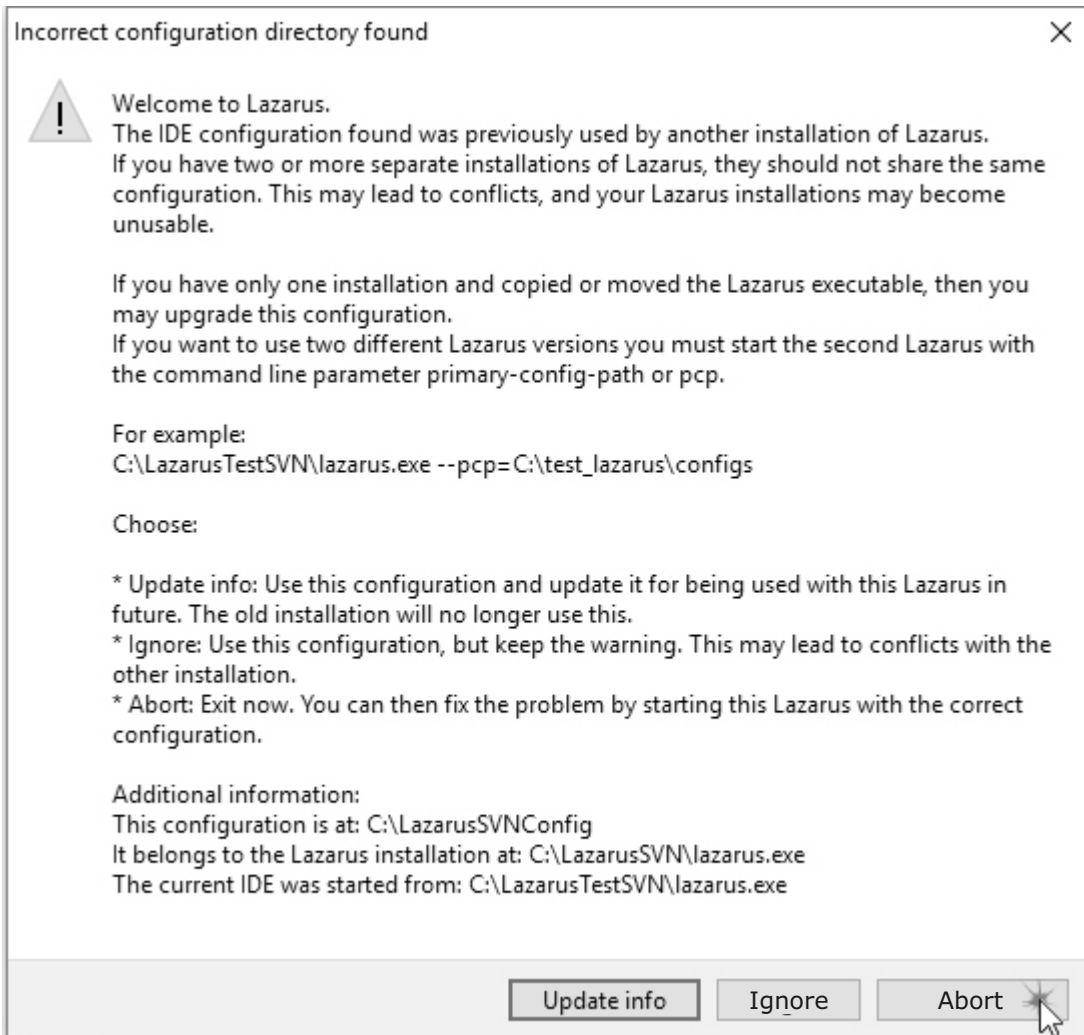 Incorrect configuration directory found
!
Welcome to Lazarus.
The IDE configuration found was previously used by another installation of Lazarus.
If you have two or more separate installations of Lazarus, they should not share the same
configuration. This may lead to conflicts, and your Lazarus installations may become
unusable.
If you have only one installation and copied or moved the Lazarus executable, then you
may upgrade this configuration.
If you want to use two different Lazarus versions you must start the second Lazarus with
the command line parameter primary-config-path or pcp.
For example:
C:\LazarusTestSVN\lazarus.exe --pcp=C:\test_lazarus\configs
Choose:
* Update info: Use this configuration and update it for being used with this Lazarus in
future. The old installation will no longer use this.
* Ignore: Use this configuration, but keep the warning. This may lead to conflicts with the
other installation.
* Abort: Exit now. You can then fix the problem by starting this Lazarus with the correct
configuration.
Additional information:
This configuration is at: C:\LazarusSVNConfig
It belongs to the Lazarus installation at: C:\LazarusSVN\lazarus.exe
The current IDE was started from: C:\LazarusTestSVN\lazarus.exe
Update info Ignore Abort